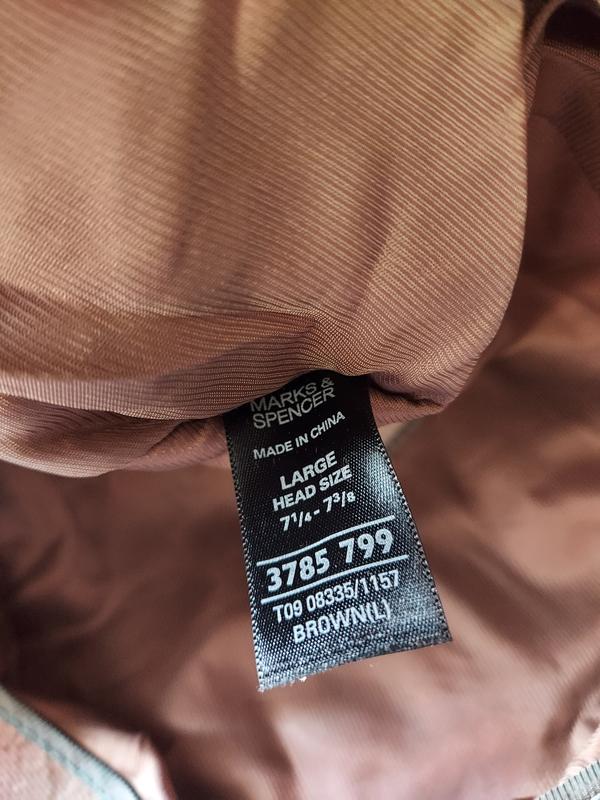 MARKS &
SPENCER
MADE IN CHINA
LARGE
HEAD SIZE
7¹/₄ - 7³/₈
3785 799
T09 08335/1157
BROWN(L)